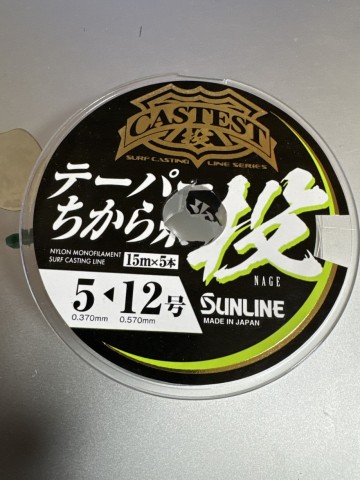 CASTEST
投
SURF CASTING LINE SERIES
テーパー
ちから糸
投
NAGE
NYLON MONOFILAMENT
SURF CASTING LINE
15m×5本
5◀12号
0.370mm 0.570mm
SUNLINE
MADE IN JAPAN